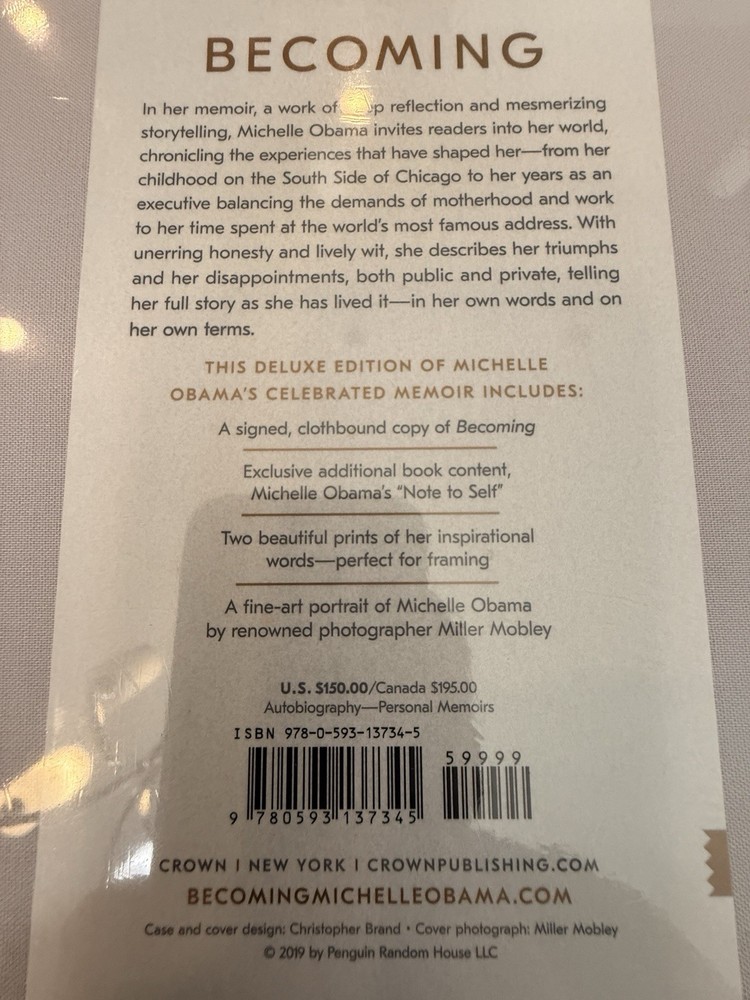 BECOMING
In her memoir, a work of reflection and mesmerizing
storytelling, Michelle Obama invites readers into her world,
chronicling the experiences that have shaped her—from her
childhood on the South Side of Chicago to her years as an
executive balancing the demands of motherhood and work
to her time spent at the world's most famous address. With
unerring honesty and lively wit, she describes her triumphs
and her disappointments, both public and private, telling
her full story as she has lived it—in her own words and on
her own terms.
THIS DELUXE EDITION OF MICHELLE
OBAMA'S CELEBRATED MEMOIR INCLUDES:
A signed, clothbound copy of Becoming
Exclusive additional book content,
Michelle Obama's "Note to Self"
Two beautiful prints of her inspirational
words—perfect for framing
A fine-art portrait of Michelle Obama
by renowned photographer Miller Mobley
U.S. $150.00/Canada $195.00
Autobiography—Personal Memoirs
ISBN 978-0-593-13734-5
59999
9 780593 137345
CROWN | NEW YORK | CROWNPUBLISHING.COM
BECOMINGMICHELLEOBAMA.COM
Case and cover design: Christopher Brand • Cover photograph: Miller Mobley
© 2019 by Penguin Random House LLC